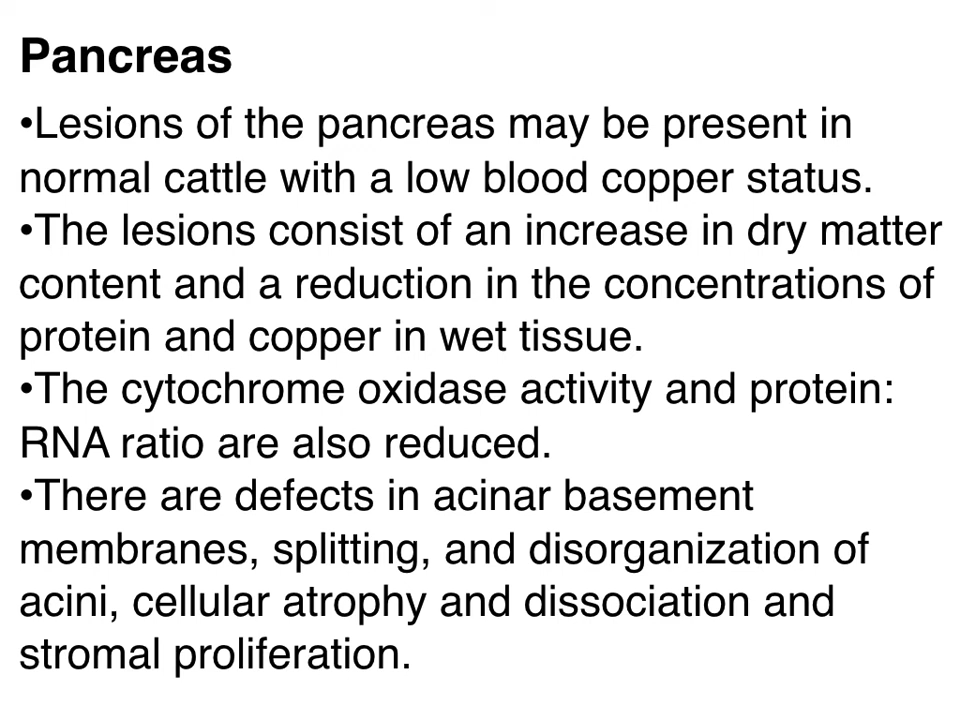 Pancreas
•Lesions of the pancreas may be present in
normal cattle with a low blood copper status.
•The lesions consist of an increase in dry matter
content and a reduction in the concentrations of
protein and copper in wet tissue.
•The cytochrome oxidase activity and protein:
RNA ratio are also reduced.
•There are defects in acinar basement
membranes, splitting, and disorganization of
acini, cellular atrophy and dissociation and
stromal proliferation.